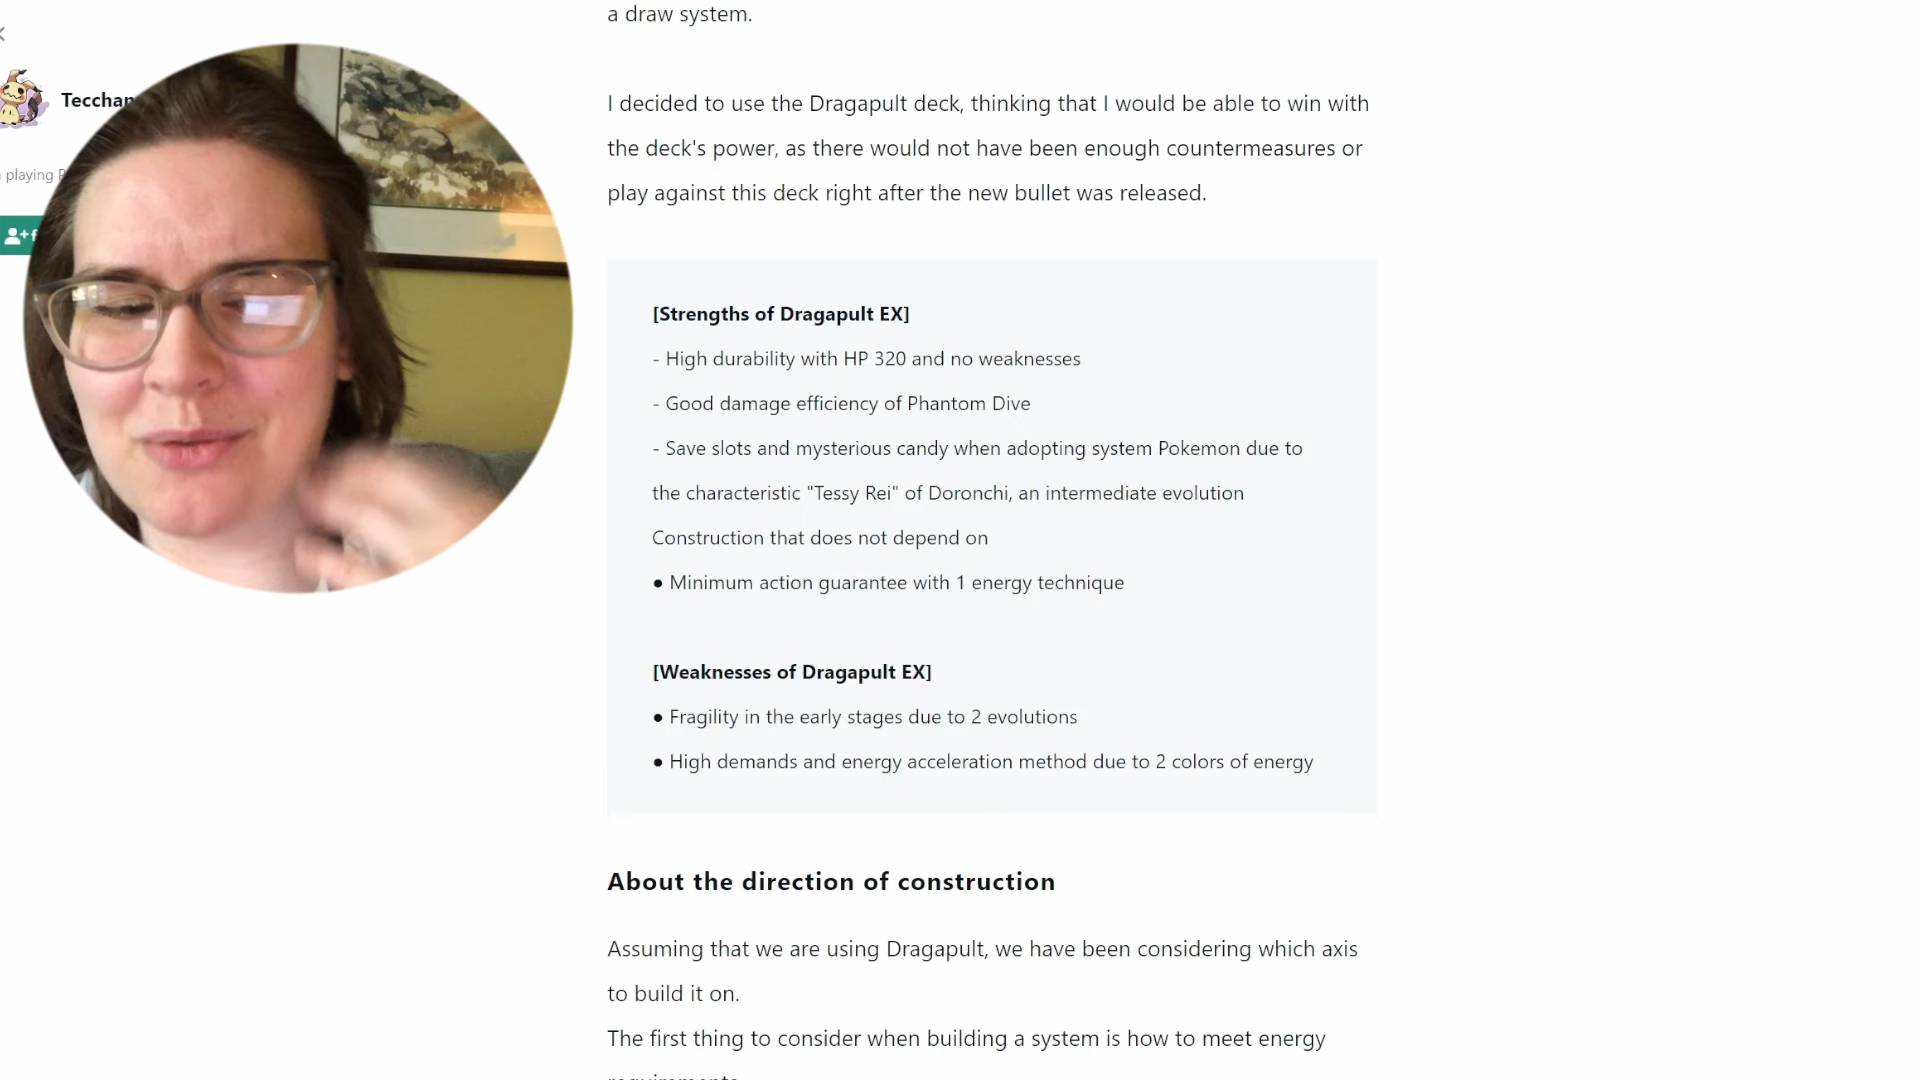 a draw system.
Tecchan
playing
I decided to use the Dragapult deck, thinking that I would be able to win with
the deck's power, as there would not have been enough countermeasures or
play against this deck right after the new bullet was released.
[Strengths of Dragapult EX]
- High durability with HP 320 and no weaknesses
- Good damage efficiency of Phantom Dive
- Save slots and mysterious candy when adopting system Pokemon due to
the characteristic "Tessy Rei" of Doronchi, an intermediate evolution
Construction that does not depend on
● Minimum action guarantee with 1 energy technique
[Weaknesses of Dragapult EX]
● Fragility in the early stages due to 2 evolutions
● High demands and energy acceleration method due to 2 colors of energy
About the direction of construction
Assuming that we are using Dragapult, we have been considering which axis
to build it on.
The first thing to consider when building a system is how to meet energy